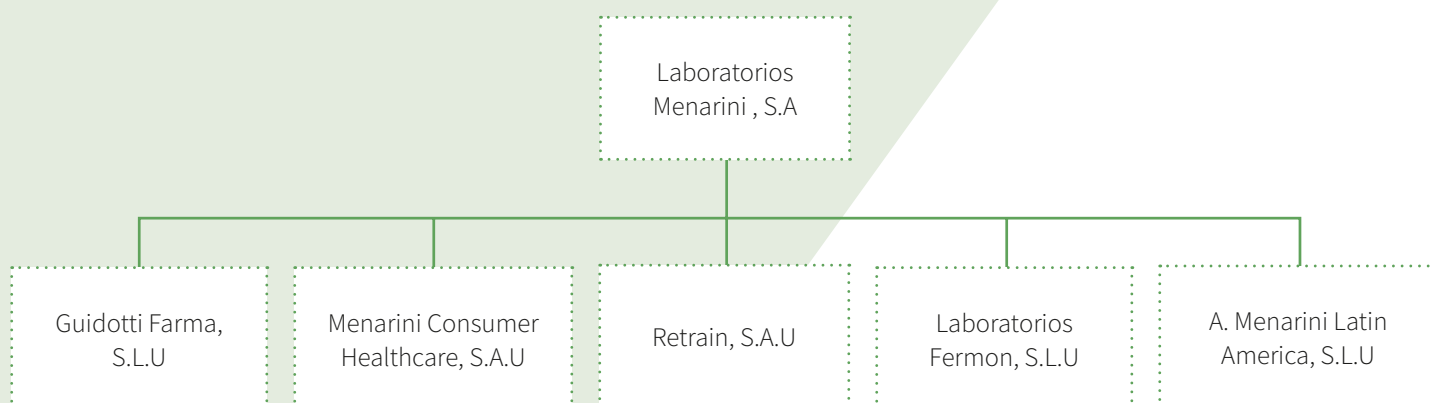 Laboratorios
Menarini , S.A
Guidotti Farma,
S.L.U
Menarini Consumer
Healthcare, S.A.U
Retrain, S.A.U
Laboratorios
Fermon, S.L.U
A. Menarini Latin
America, S.L.U